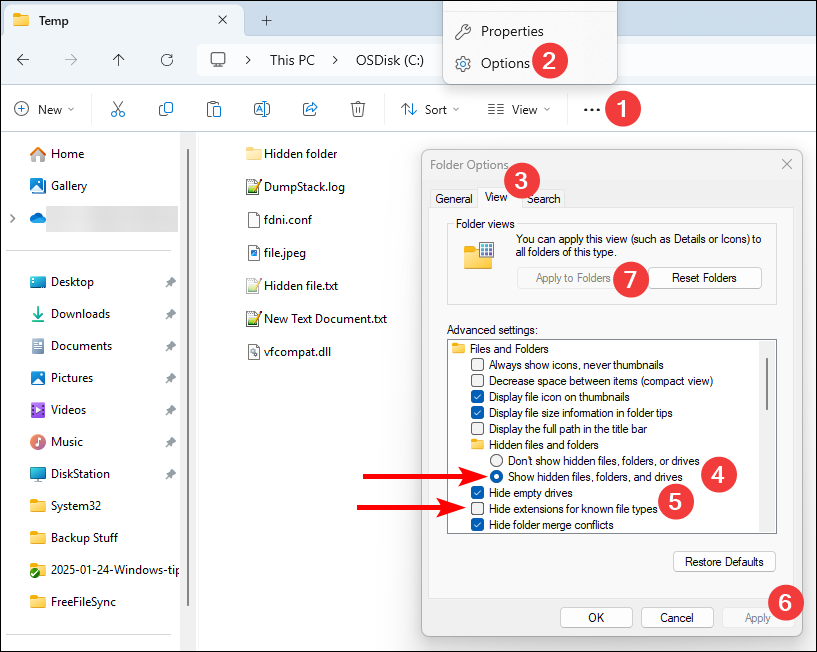 Temp
Properties
Options
2
This PC
OSDisk (C:)
New
Sort
View
1
Home
Gallery
Desktop
Downloads
Documents
Pictures
Videos
Music
DiskStation
System32
Backup Stuff
2025-01-24-Windows-tip
FreeFileSync
Hidden folder
DumpStack.log
fdni.conf
file.jpeg
Hidden file.txt
New Text Document.txt
vfcompat.dll
Folder Options
3
General
View
Search
Folder views
You can apply this view (such as Details or Icons) to
all folders of this type.
Apply to Folders
7
Reset Folders
Advanced settings:
Files and Folders
Always show icons, never thumbnails
Decrease space between items (compact view)
Display file icon on thumbnails
Display file size information in folder tips
Display the full path in the title bar
Hidden files and folders
Don't show hidden files, folders, or drives
4
Show hidden files, folders, and drives
Hide empty drives
5
Hide extensions for known file types
Hide folder merge conflicts
Restore Defaults
6
OK
Cancel
Apply